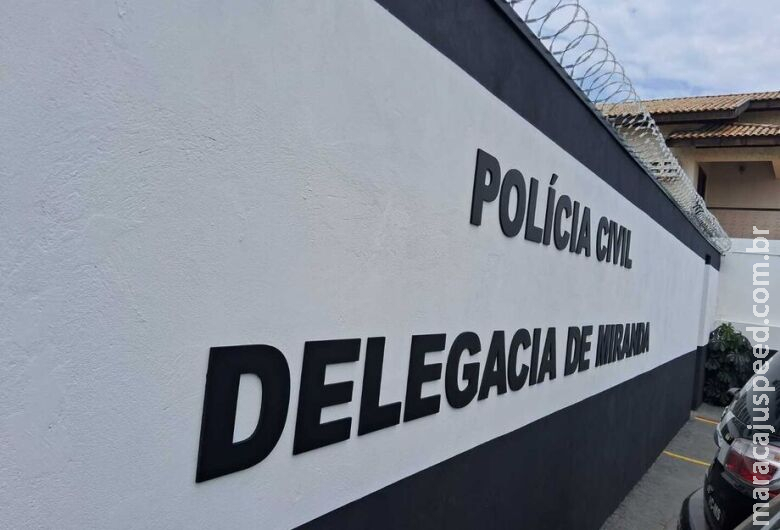 POLÍCIA CIVIL
DELEGACIA DE MIRANDA
maracajuspeed.com.br